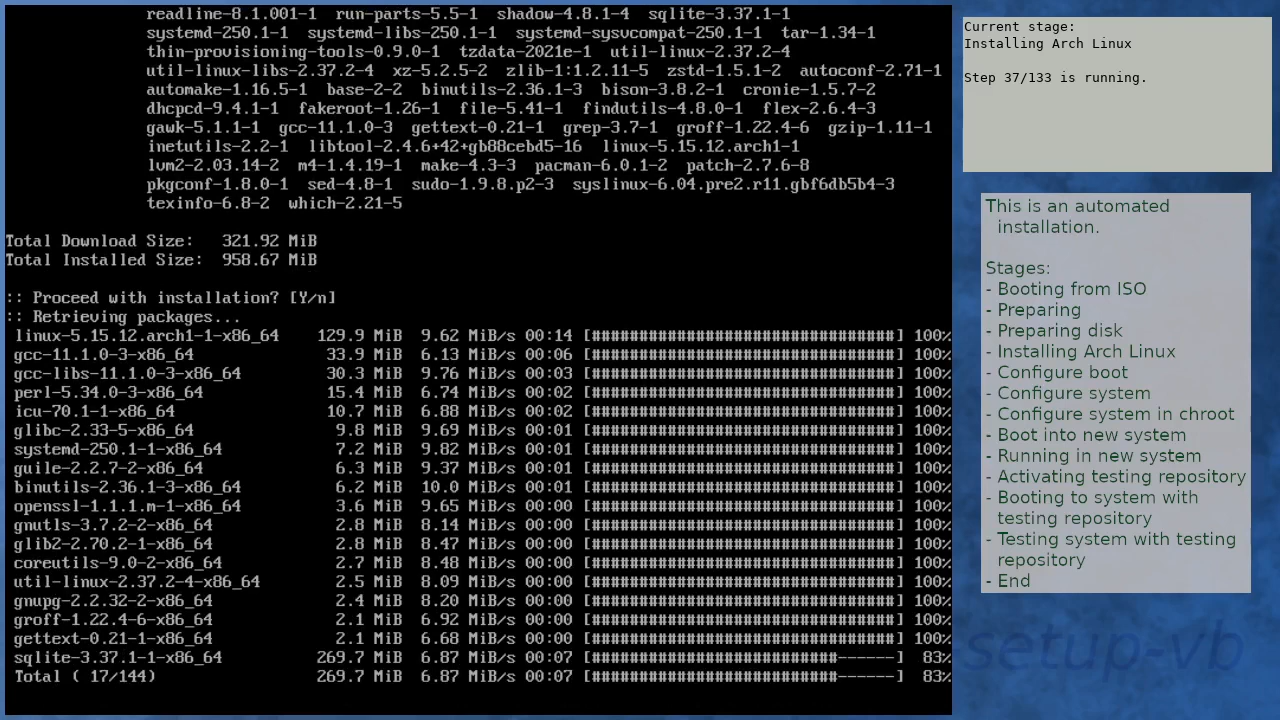 readline-8.1.001-1  run-parts-5.5-1  shadow-4.8.1-4  sqlite-3.37.1-1
systemd-250.1-1  systemd-libs-250.1-1  systemd-sysvcompat-250.1-1  tar-1.34-1
thin-provisioning-tools-0.9.0-1  tzdata-2021e-1  util-linux-2.37.2-4
util-linux-libs-2.37.2-4  xz-5.2.5-2  zlib-1:1.2.11-5  zstd-1.5.1-2  autoconf-2.71-1
automake-1.16.5-1  base-2-2  binutils-2.36.1-3  bison-3.8.2-1  cronie-1.5.7-2
dhcpcd-9.4.1-1  fakeroot-1.26-1  file-5.41-1  findutils-4.8.0-1  flex-2.6.4-3
gawk-5.1.1-1  gcc-11.1.0-3  gettext-0.21-1  grep-3.7-1  groff-1.22.4-6  gzip-1.11-1
inetutils-2.2-1  libtool-2.4.6+42+gb88cebd5-16  linux-5.15.12.arch1-1
lvm2-2.03.14-2  m4-1.4.19-1  make-4.3-3  pacman-6.0.1-2  patch-2.7.6-8
pkgconf-1.8.0-1  sed-4.8-1  sudo-1.9.8.p2-3  syslinux-6.04.pre2.r11.gbf6db5b4-3
texinfo-6.8-2  which-2.21-5
Total Download Size:   321.92 MiB
Total Installed Size:  958.67 MiB
:: Proceed with installation? [Y/n]
:: Retrieving packages...
linux-5.15.12.arch1-1-x86_64    129.9 MiB  9.62 MiB/s 00:14 [################################] 100%
gcc-11.1.0-3-x86_64    33.9 MiB  6.13 MiB/s 00:06 [################################] 100%
gcc-libs-11.1.0-3-x86_64    30.3 MiB  9.76 MiB/s 00:03 [################################] 100%
perl-5.34.0-3-x86_64    15.4 MiB  6.74 MiB/s 00:02 [################################] 100%
icu-70.1-1-x86_64    10.7 MiB  6.88 MiB/s 00:02 [################################] 100%
glibc-2.33-5-x86_64    9.8 MiB  9.69 MiB/s 00:01 [################################] 100%
systemd-250.1-1-x86_64    7.2 MiB  9.82 MiB/s 00:01 [################################] 100%
guile-2.2.7-2-x86_64    6.3 MiB  9.37 MiB/s 00:01 [################################] 100%
binutils-2.36.1-3-x86_64    6.2 MiB  10.0 MiB/s 00:01 [################################] 100%
openssl-1.1.1.m-1-x86_64    3.6 MiB  9.65 MiB/s 00:00 [################################] 100%
gnutls-3.7.2-2-x86_64    2.8 MiB  8.14 MiB/s 00:00 [################################] 100%
glib2-2.70.2-1-x86_64    2.8 MiB  8.47 MiB/s 00:00 [################################] 100%
coreutils-9.0-2-x86_64    2.7 MiB  8.48 MiB/s 00:00 [################################] 100%
util-linux-2.37.2-4-x86_64    2.5 MiB  8.09 MiB/s 00:00 [################################] 100%
gnupg-2.2.32-2-x86_64    2.4 MiB  8.20 MiB/s 00:00 [################################] 100%
groff-1.22.4-6-x86_64    2.1 MiB  6.92 MiB/s 00:00 [################################] 100%
gettext-0.21-1-x86_64    2.1 MiB  6.68 MiB/s 00:00 [################################] 100%
sqlite-3.37.1-1-x86_64    269.7 MiB  6.87 MiB/s 00:07 [##########################------] 83%
Total ( 17/144)    269.7 MiB  6.87 MiB/s 00:07 [##########################------] 83%
Current stage:
Installing Arch Linux
Step 37/133 is running.
This is an automated
installation.
Stages:
- Booting from ISO
- Preparing
- Preparing disk
- Installing Arch Linux
- Configure boot
- Configure system
- Configure system in chroot
- Boot into new system
- Running in new system
- Activating testing repository
- Booting to system with
testing repository
- Testing system with testing
repository
- End
setup-vb